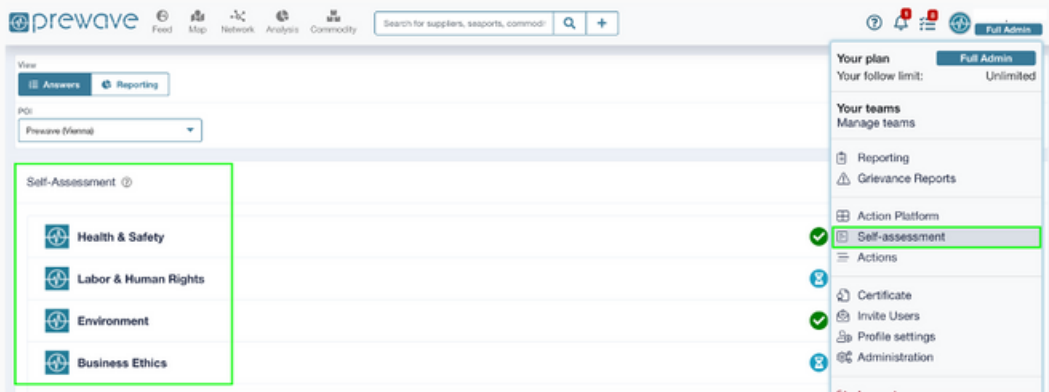 prewave
Feed
Map
Network
Analysis
Commodity
Search for suppliers, seaports, commodi
Full Admin
View
Answers
Reporting
POI
Prewave (Vienna)
Self-Assessment
Health & Safety
Labor & Human Rights
Environment
Business Ethics
Your plan Full Admin
Your follow limit: Unlimited
Your teams
Manage teams
Reporting
Grievance Reports
Action Platform
Self-assessment
Actions
Certificate
Invite Users
Profile settings
Administration